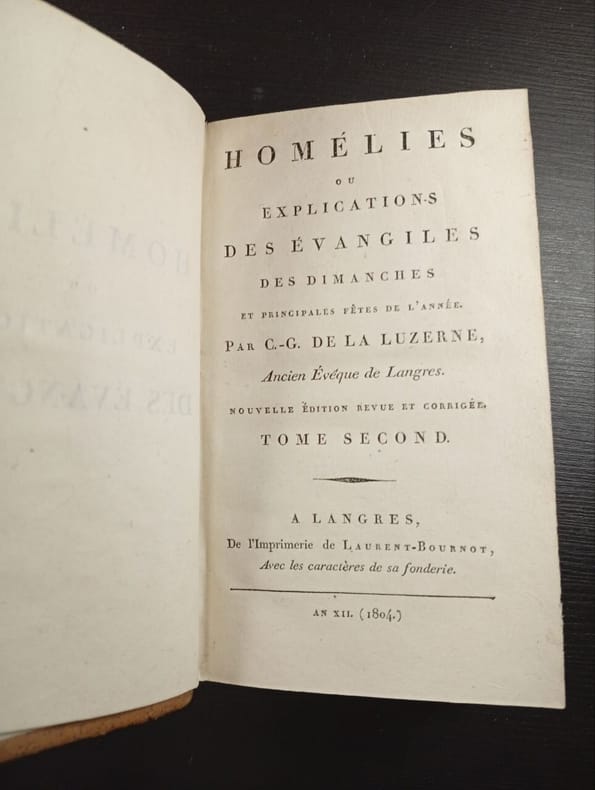 HOMÉLIES
OU
EXPLICATIONS
DES ÉVANGILES
DES DIMANCHES
ET PRINCIPALES FÊTES DE L'ANNÉE.
PAR C.-G. DE LA LUZERNE,
Ancien Évéque de Langres.
NOUVELLE ÉDITION REVUE ET CORRIGÉE.
TOME SECOND.
A LANGRES,
De l'Imprimerie de LAURENT-BOURNOT,
Avec les caractères de sa fonderie.
AN XII. (1804.)